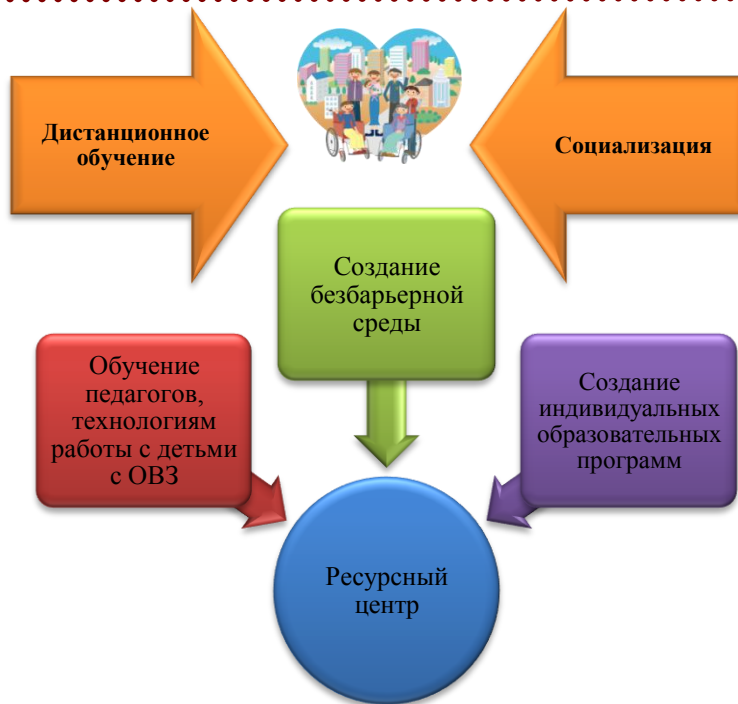 Дистанционное
обучение
Социализация
Создание
безбарьерной
среды
Обучение
педагогов,
технологиям
работы с детьми
с ОВЗ
Создание
индивидуальных
образовательных
программ
Ресурсный
центр